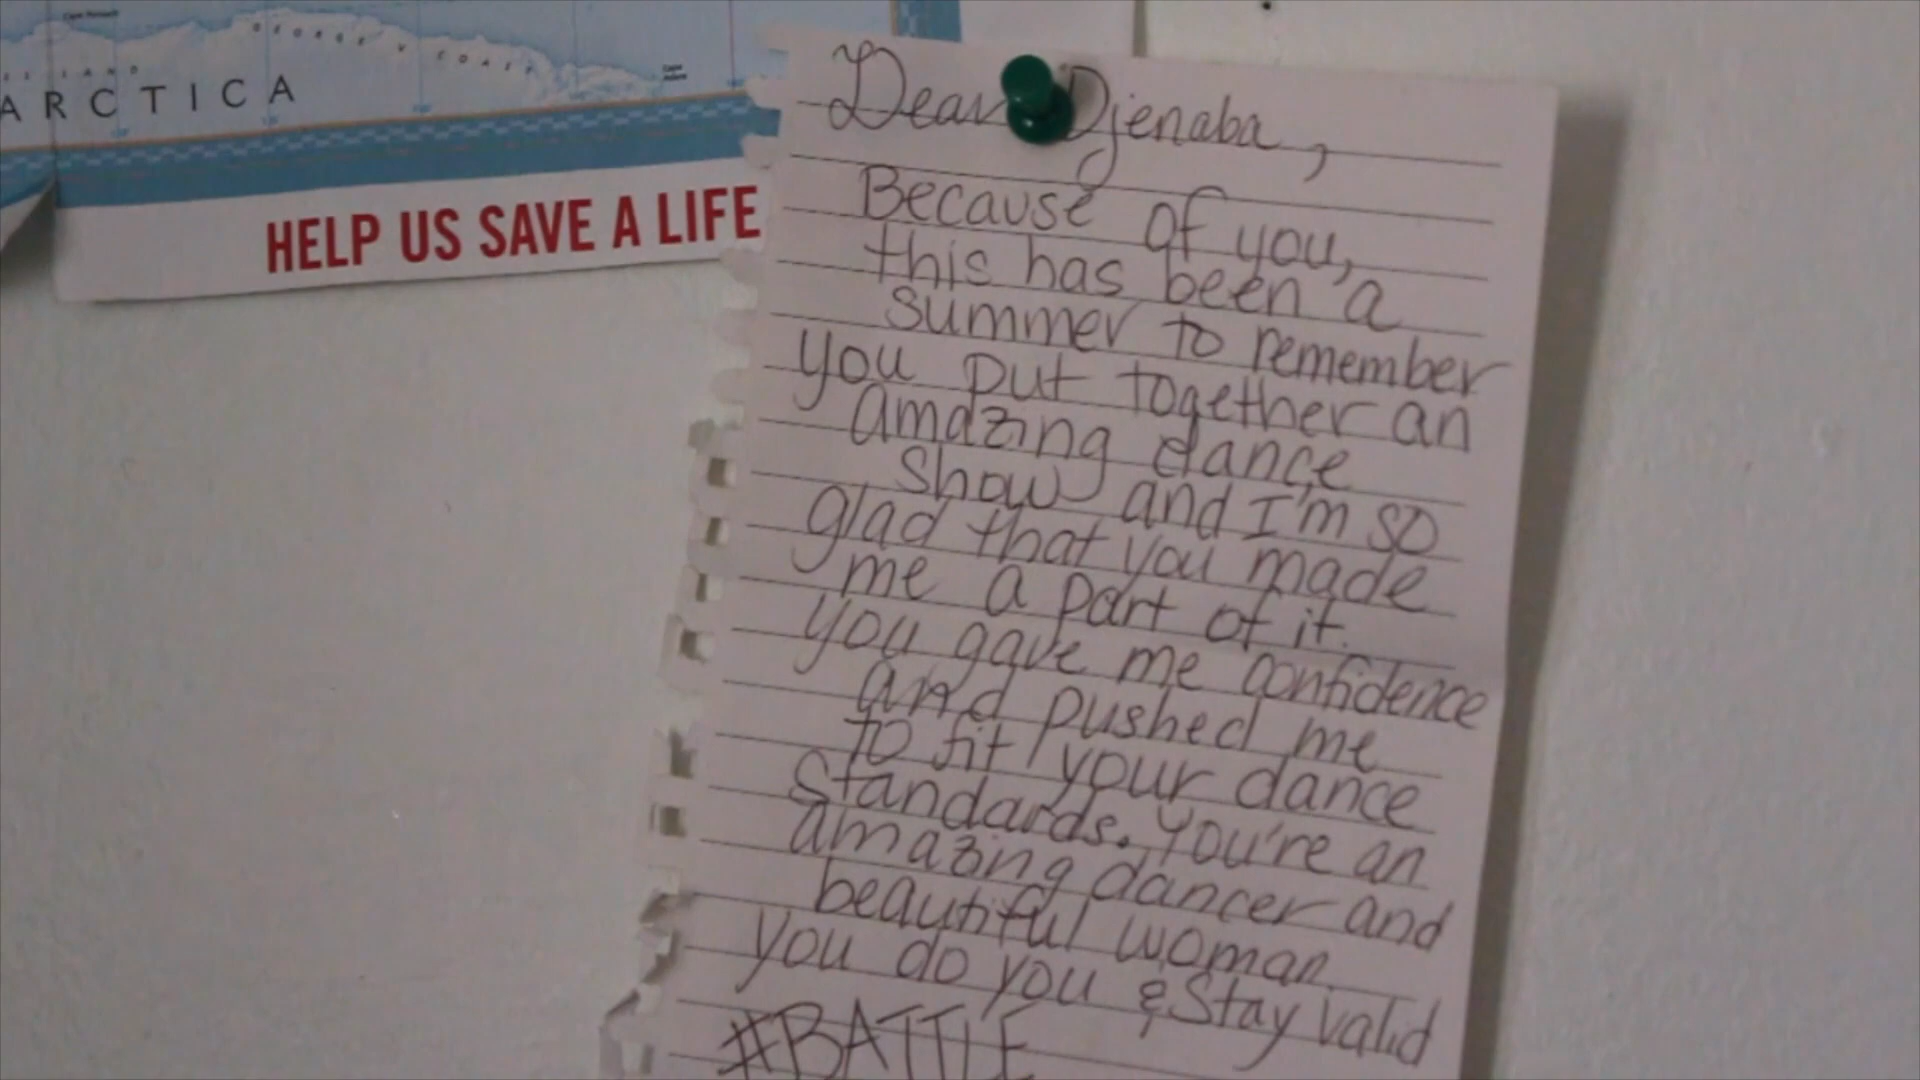 GEORGE V COAST
ARCTICA
HELP US SAVE A LIFE
Dear Djenaba,
Because of you,
this has been a
summer to remember
you put together an
amazing dance
show and I'm so
glad that you made
me a part of it.
you gave me confidence
and pushed me
to fit your dance
standards. You're an
amazing dancer and
beautiful woman.
you do you & Stay valid
#BATTLE